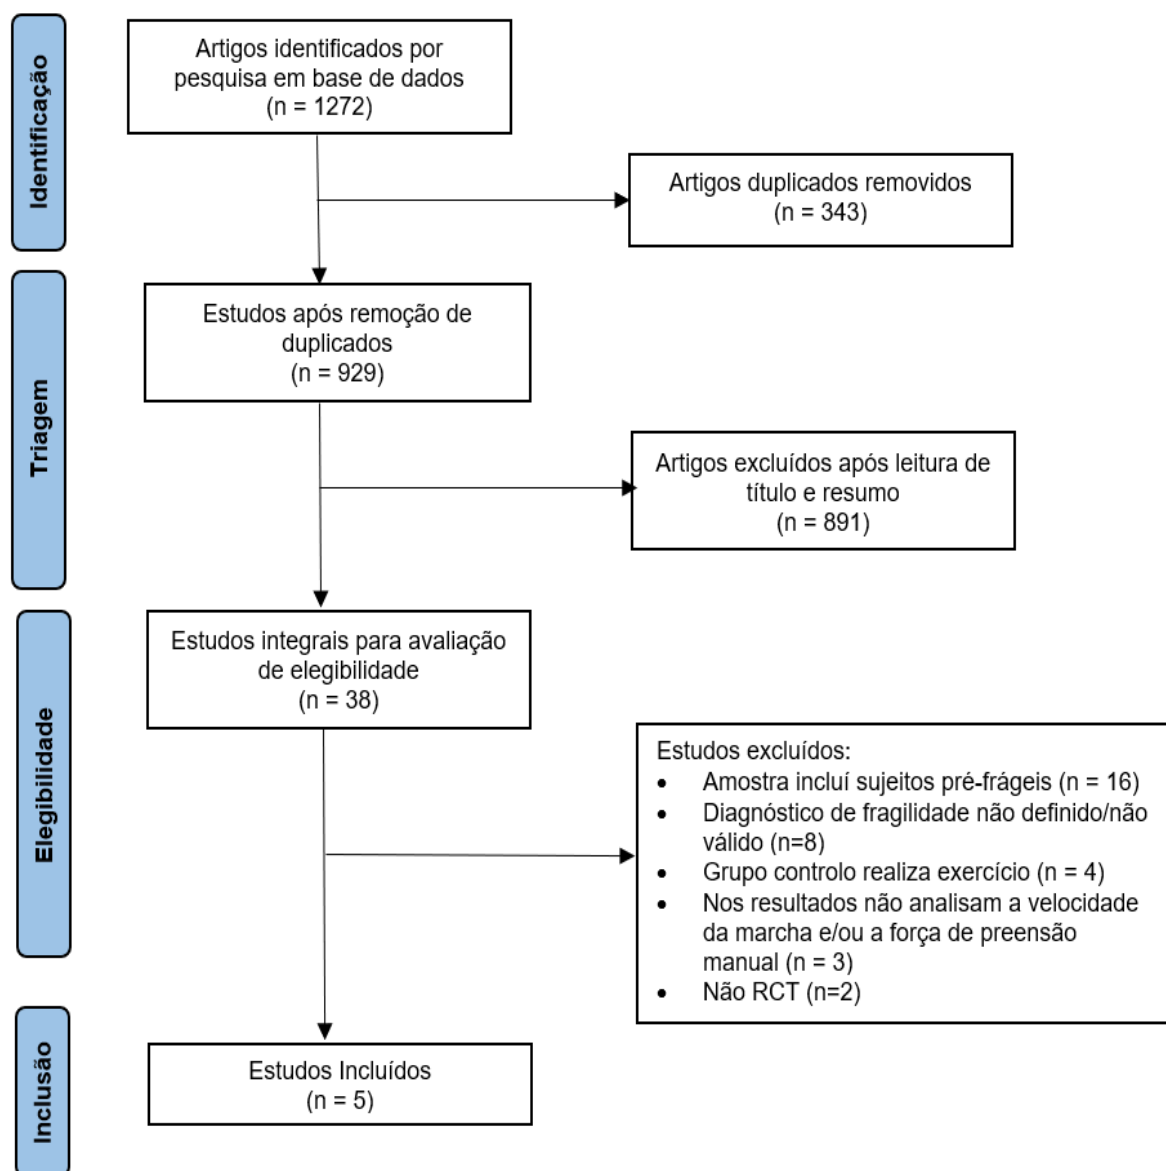 Identificação
Artigos identificados por
pesquisa em base de dados
(n = 1272)
Artigos duplicados removidos
(n = 343)
Triagem
Estudos após remoção de
duplicados
(n = 929)
Artigos excluídos após leitura de
título e resumo
(n = 891)
Elegibilidade
Estudos integrais para avaliação
de elegibilidade
(n = 38)
Estudos excluídos:
• Amostra incluí sujeitos pré-frágeis (n = 16)
• Diagnóstico de fragilidade não definido/não
válido (n=8)
• Grupo controlo realiza exercício (n = 4)
• Nos resultados não analisam a velocidade
da marcha e/ou a força de preensão
manual (n = 3)
• Não RCT (n=2)
Inclusão
Estudos Incluídos
(n = 5)